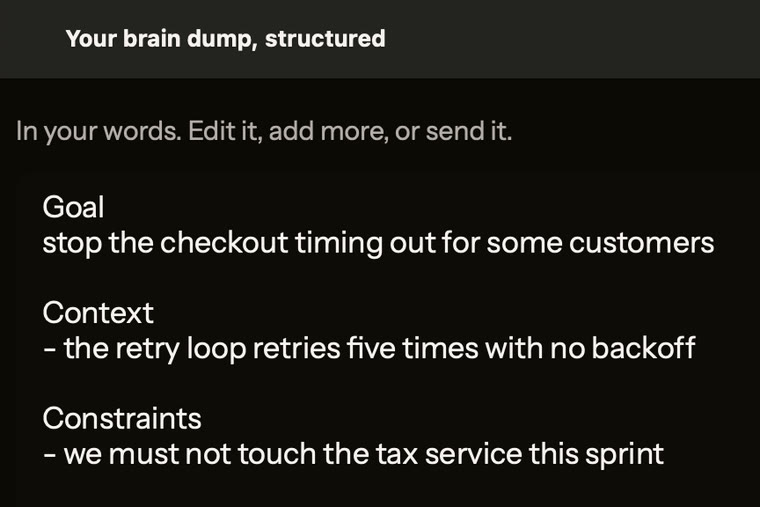 Your brain dump, structured
In your words. Edit it, add more, or send it.
Goal
stop the checkout timing out for some customers
Context
- the retry loop retries five times with no backoff
Constraints
- we must not touch the tax service this sprint